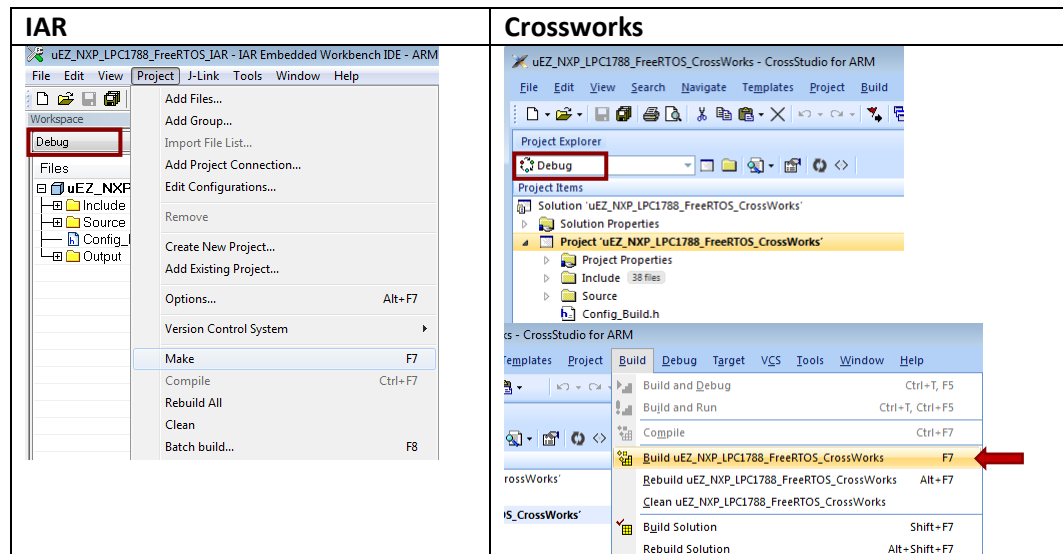 IAR
uEZ_NXP_LPC1788_FreeRTOS_IAR - IAR Embedded Workbench IDE - ARM
File Edit View Project J-Link Tools Window Help
Workspace
Debug
Files
uEZ_NXP
Include
Source
Config_
Output
Add Files...
Add Group...
Import File List...
Add Project Connection...
Edit Configurations...
Remove
Create New Project...
Add Existing Project...
Options... Alt+F7
Version Control System
Make F7
Compile Ctrl+F7
Rebuild All
Clean
Batch build... F8
Crossworks
uEZ_NXP_LPC1788_FreeRTOS_CrossWorks - CrossStudio for ARM
File Edit View Search Navigate Templates Project Build
Project Explorer
Debug
Project Items
Solution 'uEZ_NXP_LPC1788_FreeRTOS_CrossWorks'
Solution Properties
Project 'uEZ_NXP_LPC1788_FreeRTOS_CrossWorks'
Project Properties
Include 38 files
Source
Config_Build.h
ks - CrossStudio for ARM
Templates Project Build Debug Target VCS Tools Window Help
Build and Debug Ctrl+T, F5
Build and Run Ctrl+T, Ctrl+F5
Compile Ctrl+F7
Build uEZ_NXP_LPC1788_FreeRTOS_CrossWorks F7
Rebuild uEZ_NXP_LPC1788_FreeRTOS_CrossWorks Alt+F7
Clean uEZ_NXP_LPC1788_FreeRTOS_CrossWorks
Build Solution Shift+F7
Rebuild Solution Alt+Shift+F7
rossWorks'
OS_CrossWorks'